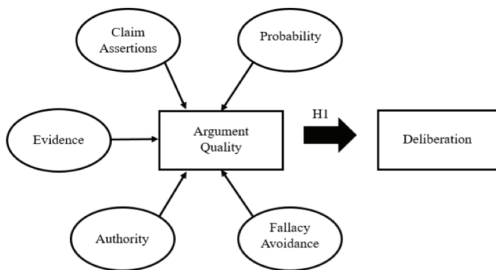 Claim
Assertions
Probability
Evidence
Argument
Quality
H1
Deliberation
Authority
Fallacy
Avoidance